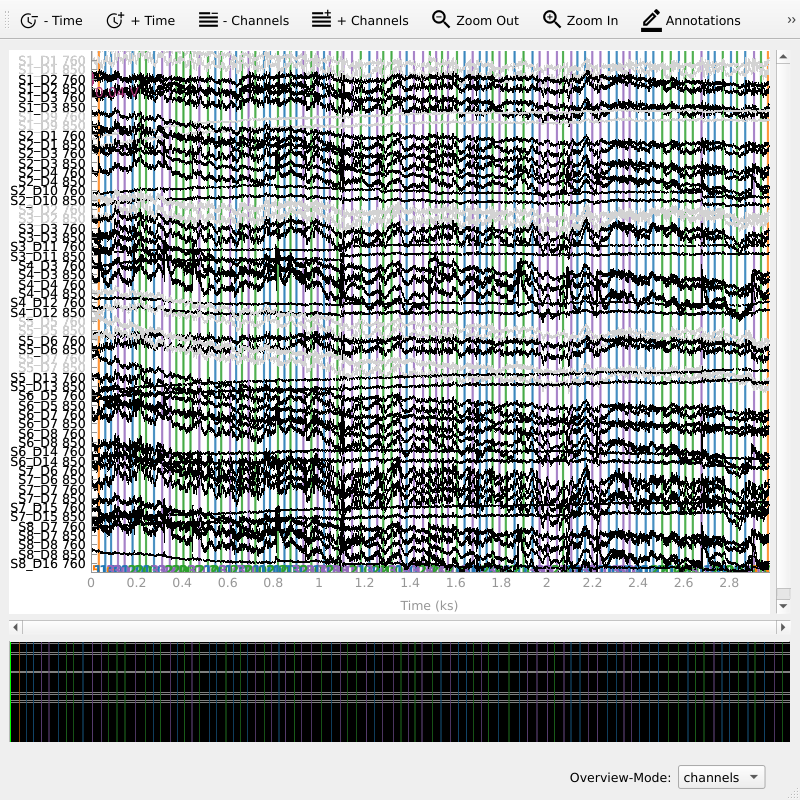 - Time + Time - Channels + Channels Zoom Out Zoom In Annotations »
S1_D1 760
S1_D2 760
S1_D2 850
S1_D3 760
S1_D3 850
S2_D1 760
S2_D1 850
S2_D3 760
S2_D3 850
S2_D4 760
S2_D4 850
S2_D10 760
S2_D10 850
S3_D3 760
S3_D3 850
S3_D11 760
S3_D11 850
S4_D3 760
S4_D3 850
S4_D4 760
S4_D4 850
S4_D12 760
S4_D12 850
S5_D6 760
S5_D6 850
S5_D7 850
S5_D13 760
S5_D13 850
S6_D5 760
S6_D5 850
S6_D7 760
S6_D7 850
S6_D8 760
S6_D8 850
S6_D14 760
S6_D14 850
S7_D6 760
S7_D6 850
S7_D7 760
S7_D7 850
S7_D15 760
S7_D15 850
S8_D7 760
S8_D7 850
S8_D8 760
S8_D8 850
S8_D16 760
0 0.2 0.4 0.6 0.8 1 1.2 1.4 1.6 1.8 2 2.2 2.4 2.6 2.8
Time (ks)
Overview-Mode: channels